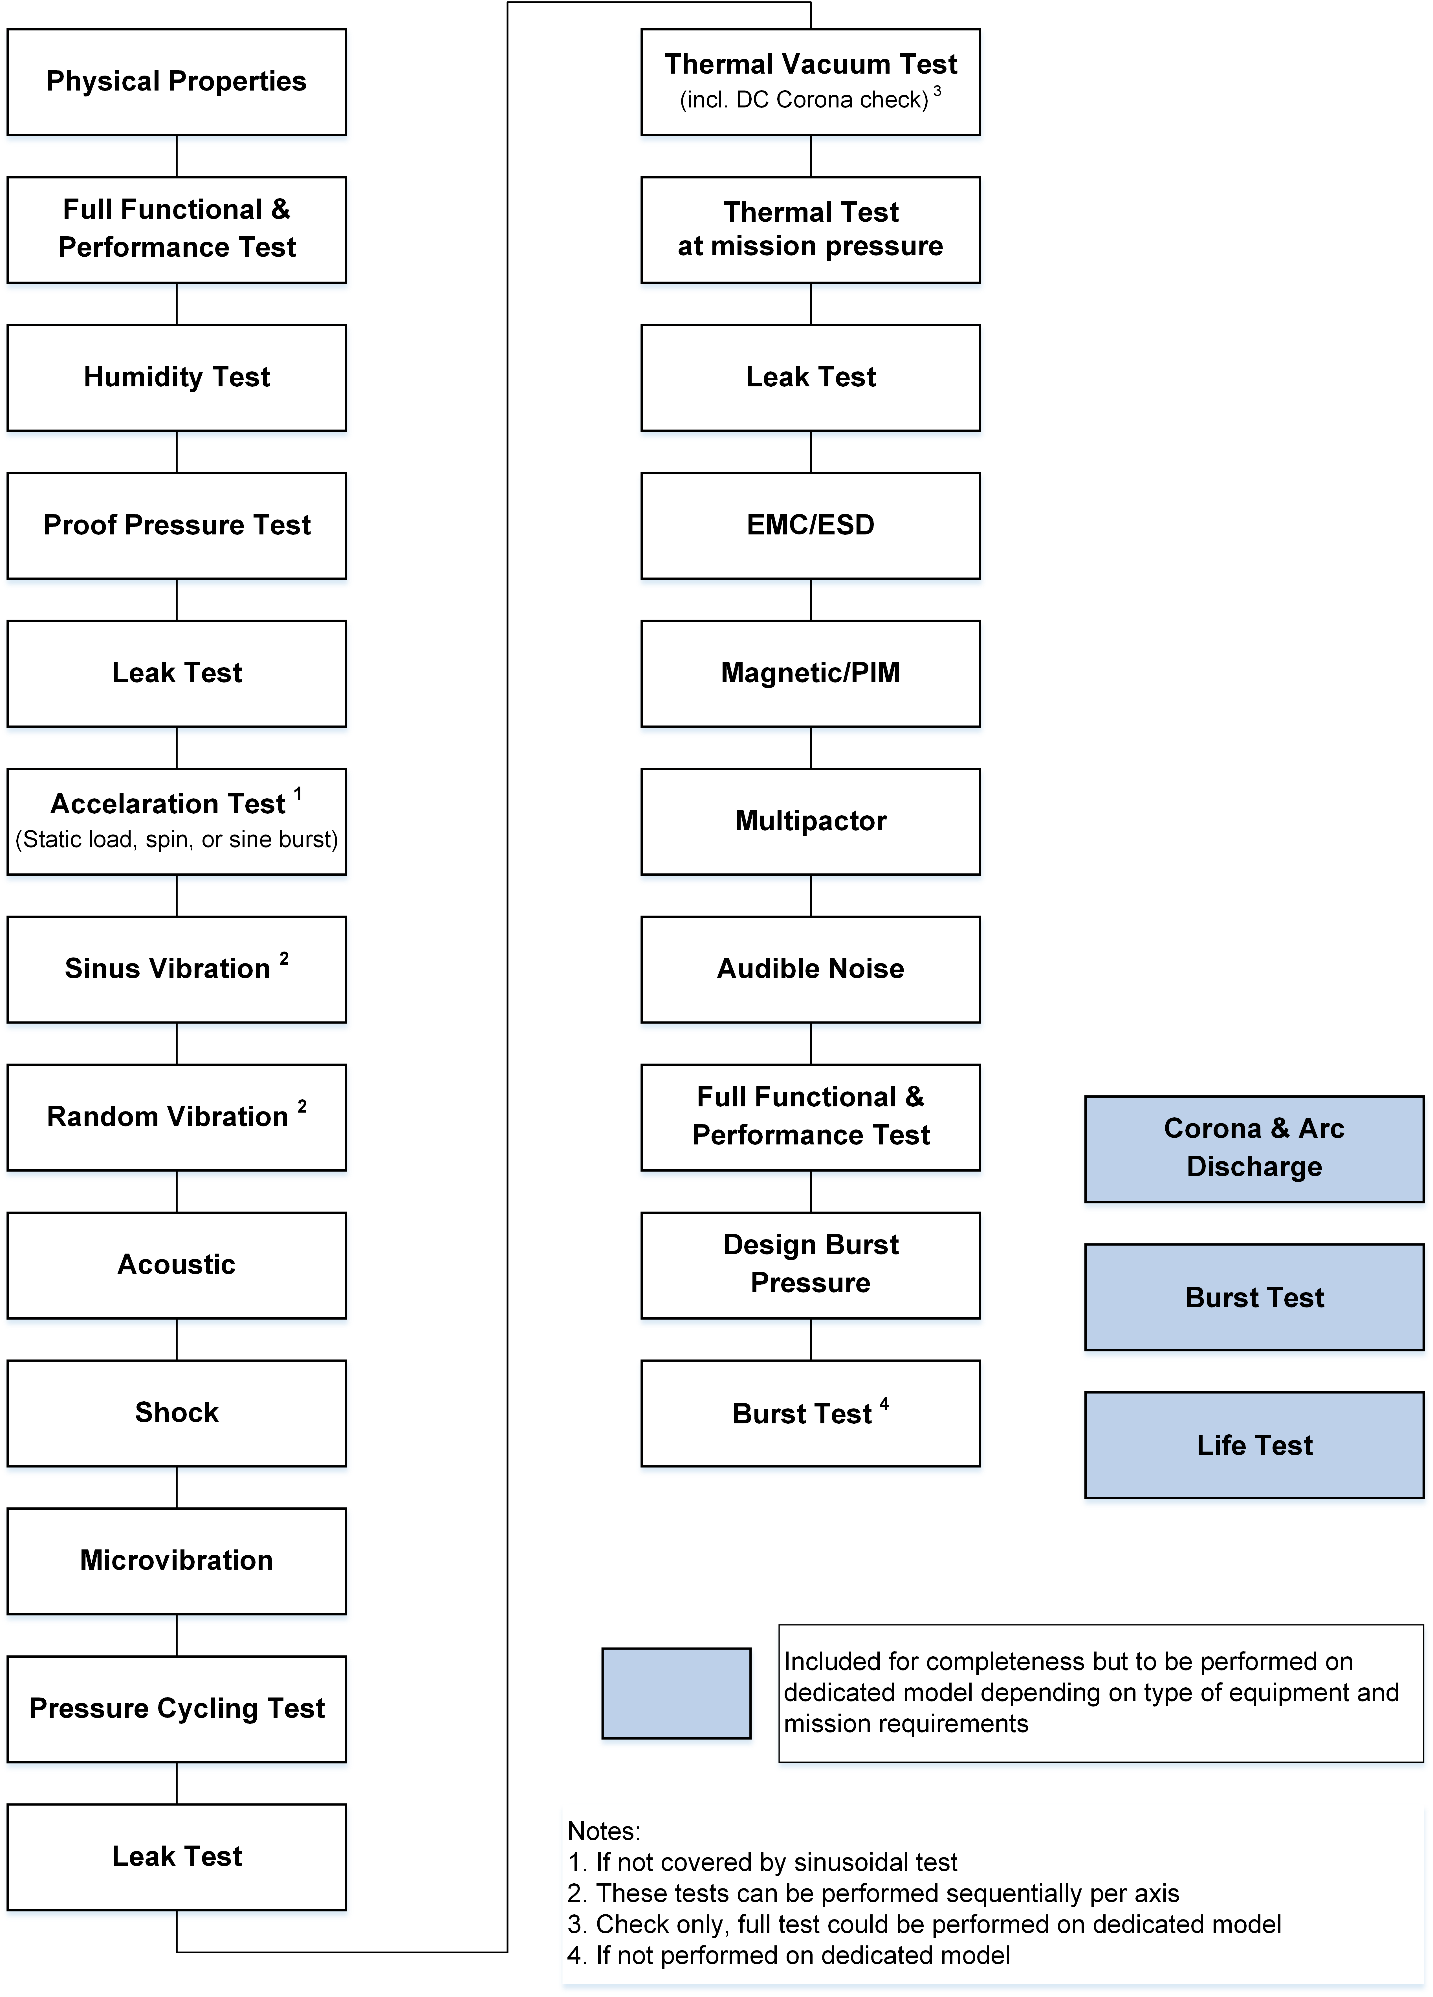 Physical Properties
Full Functional &
Performance Test
Humidity Test
Proof Pressure Test
Leak Test
Accelaration Test 1
(Static load, spin, or sine burst)
Sinus Vibration 2
Random Vibration 2
Acoustic
Shock
Microvibration
Pressure Cycling Test
Leak Test
Thermal Vacuum Test
(incl. DC Corona check) 3
Thermal Test
at mission pressure
Leak Test
EMC/ESD
Magnetic/PIM
Multipactor
Audible Noise
Full Functional &
Performance Test
Design Burst
Pressure
Burst Test 4
Corona & Arc
Discharge
Burst Test
Life Test
Included for completeness but to be performed on
dedicated model depending on type of equipment and
mission requirements
Notes:
1. If not covered by sinusoidal test
2. These tests can be performed sequentially per axis
3. Check only, full test could be performed on dedicated model
4. If not performed on dedicated model